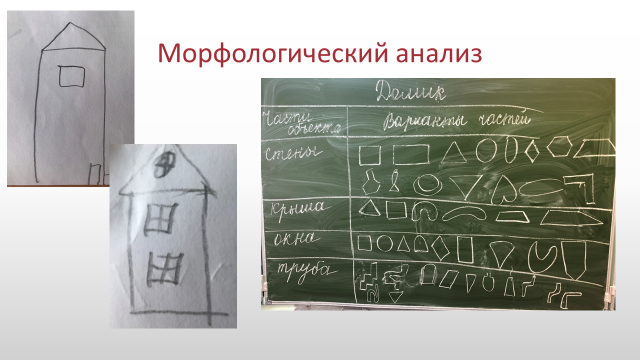 Морфологический анализ
Домик
Части
объекта
Варианты частей
стены
крыша
окна
труба